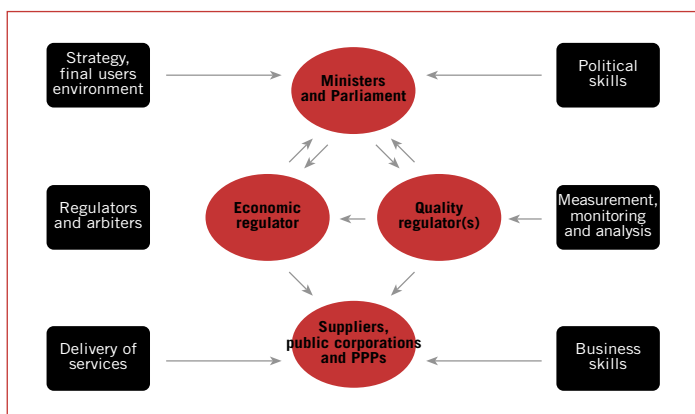 Strategy,
final users
environment
Ministers
and Parliament
Political
skills
Regulators
and arbiters
Economic
regulator
Quality
regulator(s)
Measurement,
monitoring
and analysis
Delivery of
services
Suppliers,
public corporations
and PPPs
Business
skills